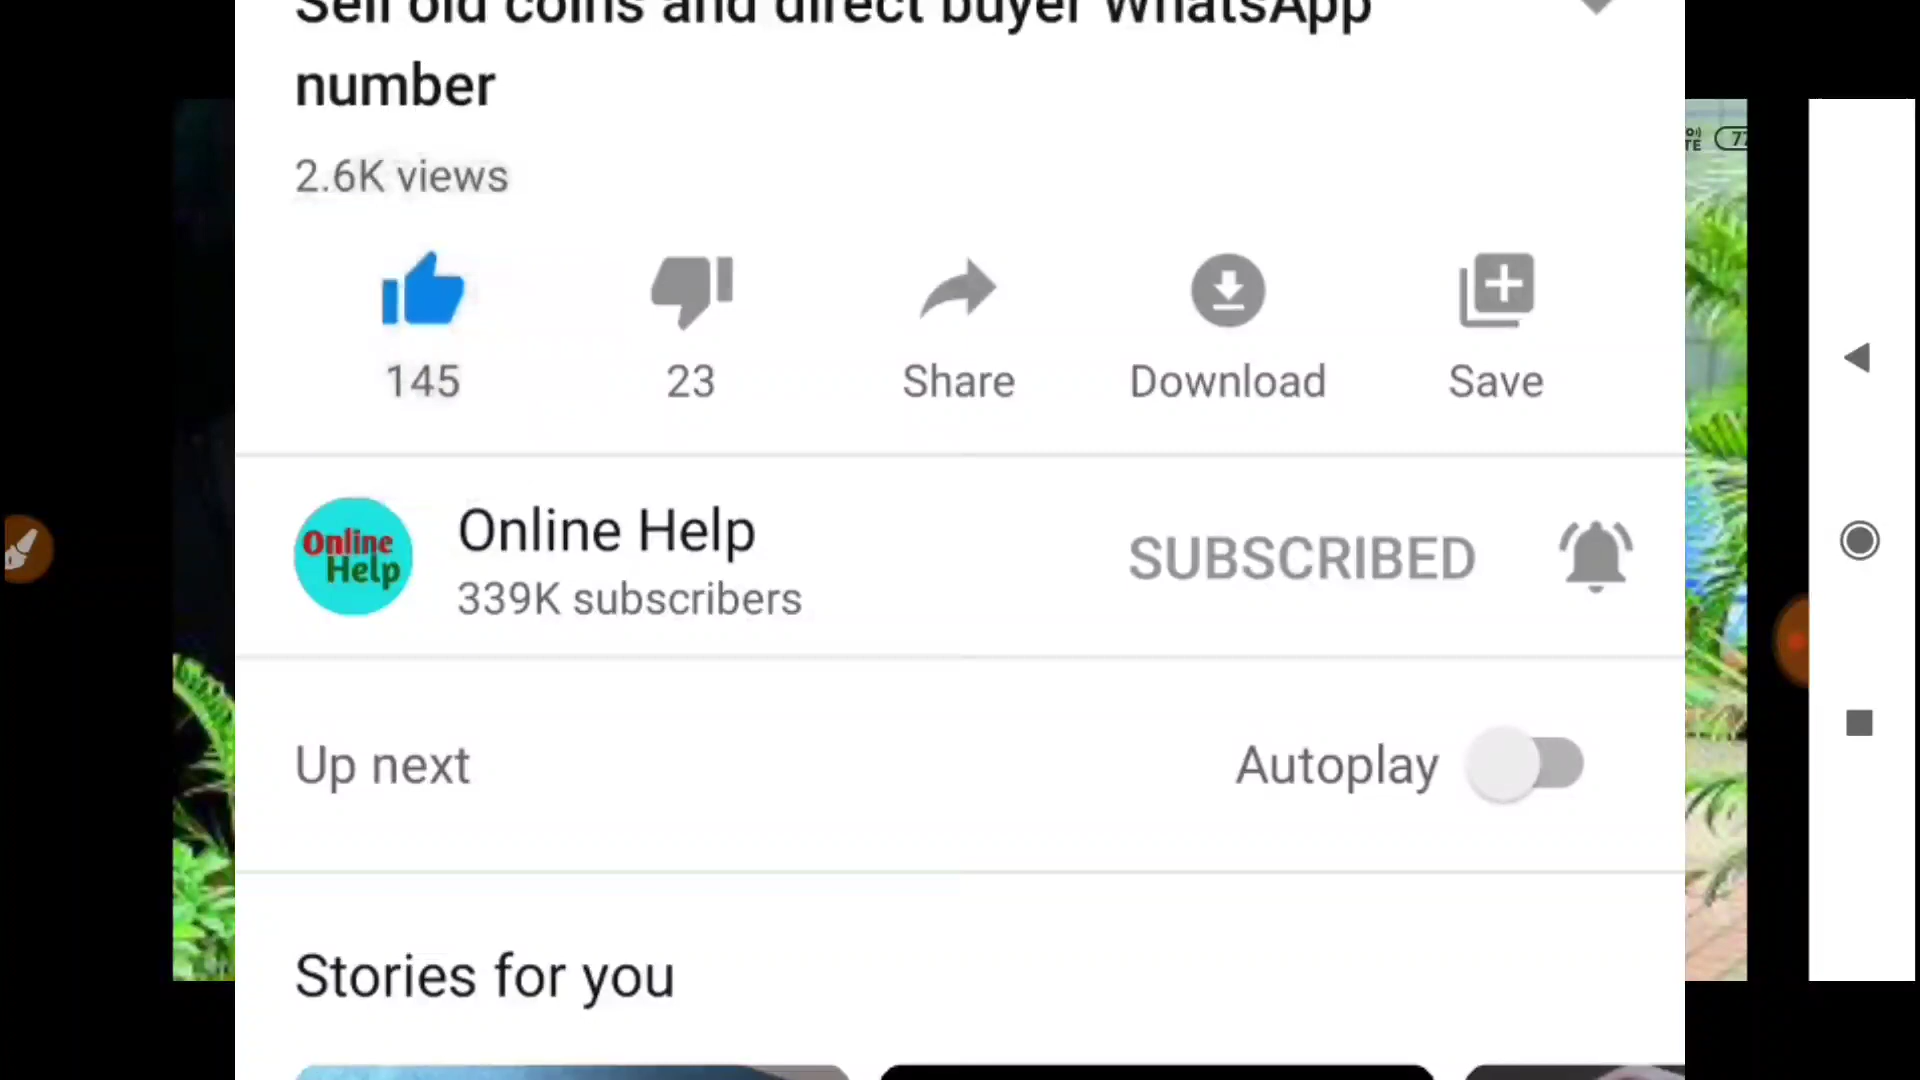 Sell old coins and direct buyer WhatsApp
number
2.6K views
145
23
Share
Download
Save
Online
Help
Online Help
339K subscribers
SUBSCRIBED
Up next
Autoplay
Stories for you